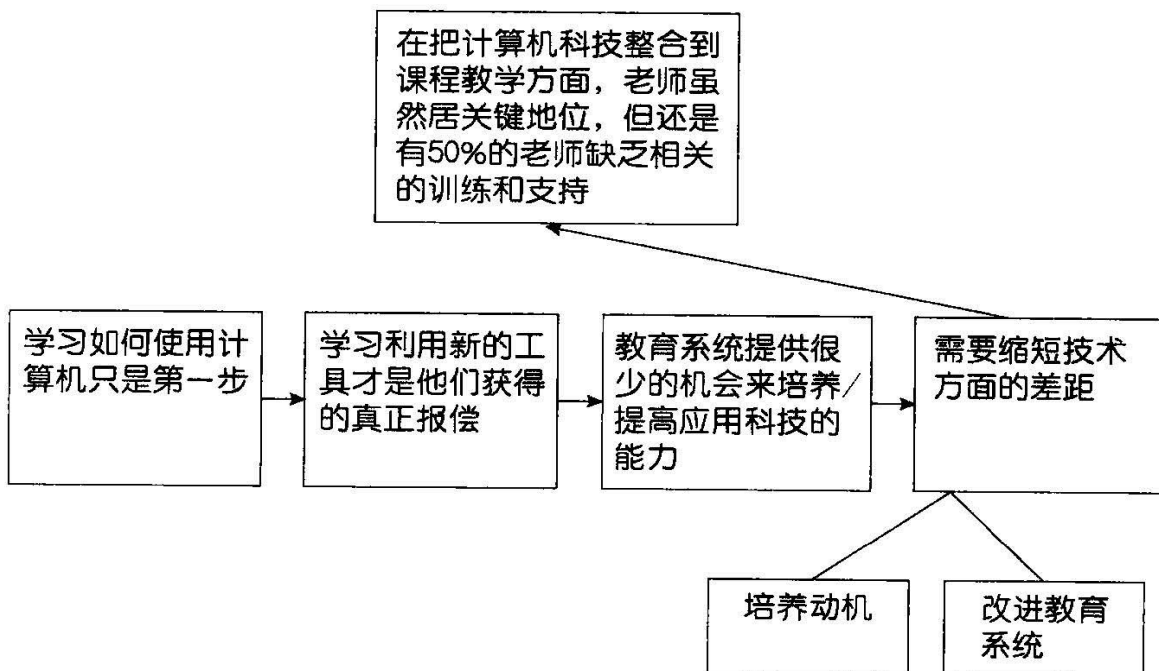 在把计算机科技整合到
课程教学方面，老师虽
然居关键地位，但还是
有50%的老师缺乏相关
的训练和支持
学习如何使用计
算机只是第一步
学习利用新的工
具才是他们获得
的真正报偿
教育系统提供很
少的机会来培养/
提高应用科技的
能力
需要缩短技术
方面的差距
培养动机
改进教育
系统